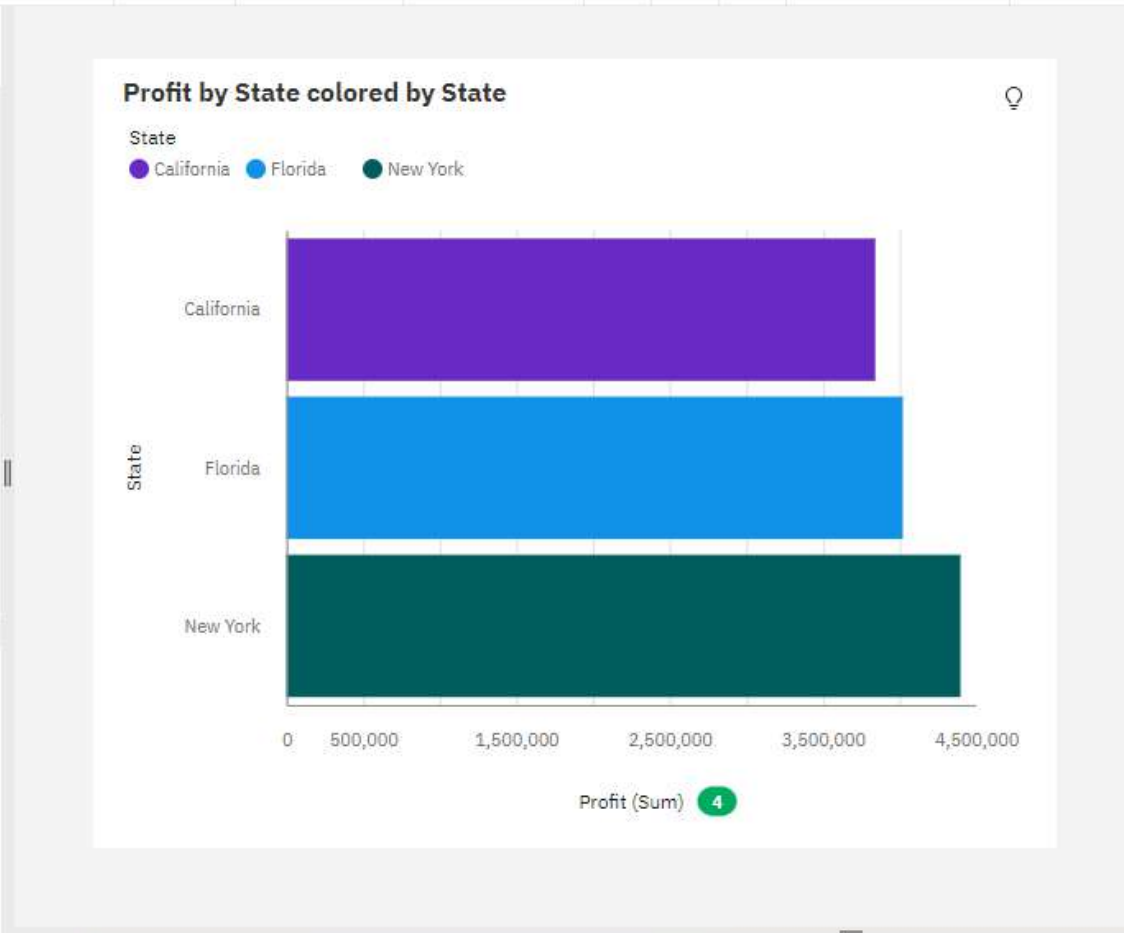 Profit by State colored by State
State
California Florida New York
California
Florida
New York
State
0 500,000 1,500,000 2,500,000 3,500,000 4,500,000
Profit (Sum) 4